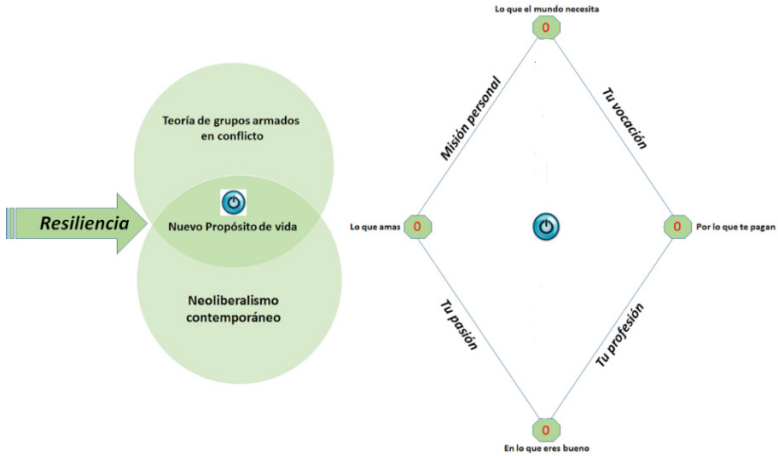 Teoría de grupos armados
en conflicto
Resiliencia
Nuevo Propósito de vida
Neoliberalismo
contemporáneo
Lo que el mundo necesita
0
Misión personal
Tu vocación
Lo que amas
0
0
Por lo que te pagan
Tu pasión
Tu profesión
0
En lo que eres bueno